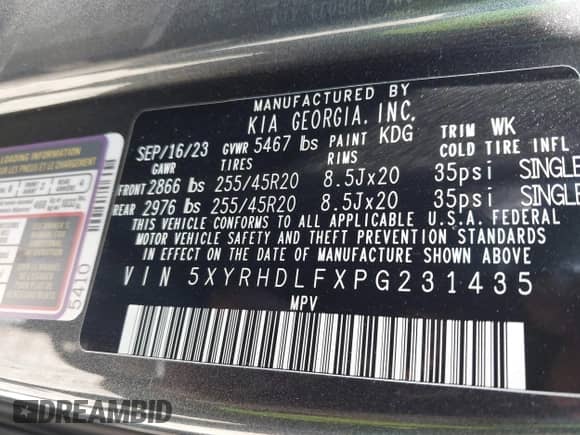 MANUFACTURED BY
KIA GEORGIA, INC.
SEP/16/23 GVWR 5467 lbs PAINT KDG TRIM WK
GAWR TIRES RIMS COLD TIRE INFL
FRONT 2866 lbs 255/45R20 8.5Jx20 35psi SINGLE
REAR 2976 lbs 255/45R20 8.5Jx20 35psi SINGLE
THIS VEHICLE CONFORMS TO ALL APPLICABLE U.S.A. FEDERAL
MOTOR VEHICLE SAFETY AND THEFT PREVENTION STANDARDS
IN EFFECT ON THE DATE OF MANUFACTURE SHOWN ABOVE.
VIN 5XYRHDLFXPG231435
MPV
LOADING INFORMATION
5410
DREAMBID